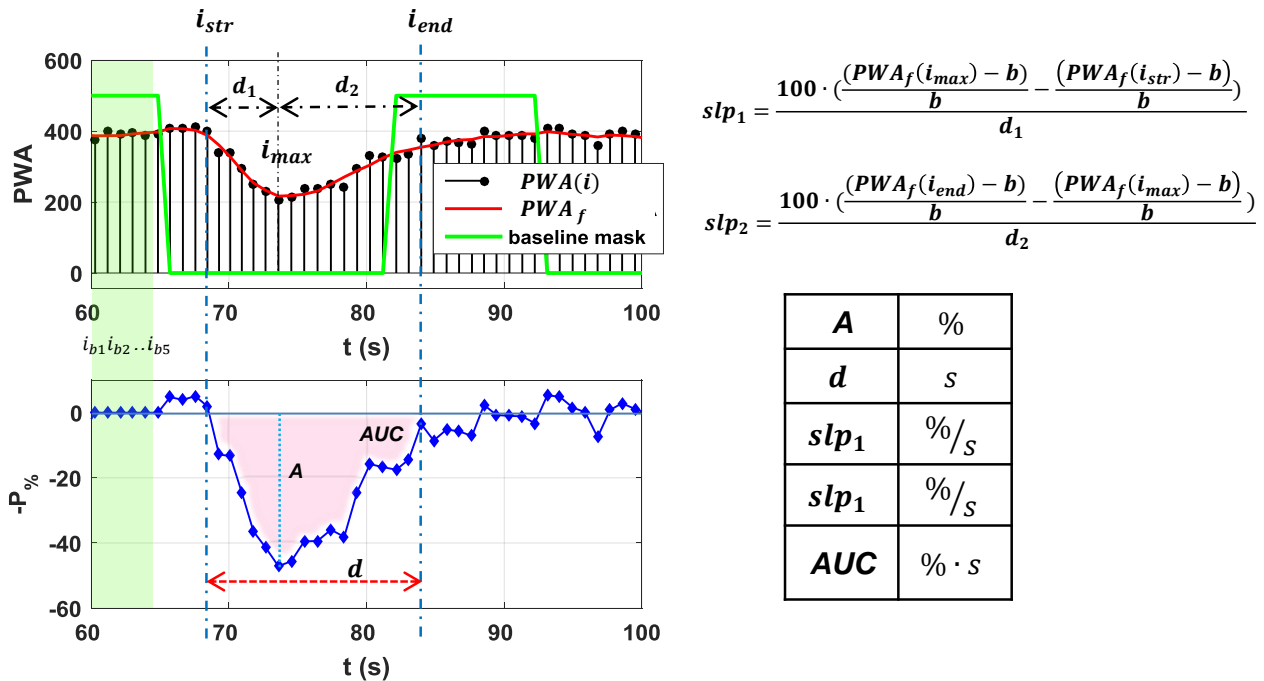 i_str
i_end
600
400
200
0
PWA
d_1
d_2
i_max
PWA(i)
PWA_f
baseline mask
60
70
80
90
100
t (s)
i_b1 i_b2 ..i_b5
0
-20
-40
-60
-P_%
AUC
A
d
60
70
80
90
100
t (s)
slp_1 = 100 · ( (PWA_f(i_max) − b) / b − (PWA_f(i_str) − b) / b ) / d_1
slp_2 = 100 · ( (PWA_f(i_end) − b) / b − (PWA_f(i_max) − b) / b ) / d_2
A %
d s
slp_1 %/s
slp_1 %/s
AUC % · s